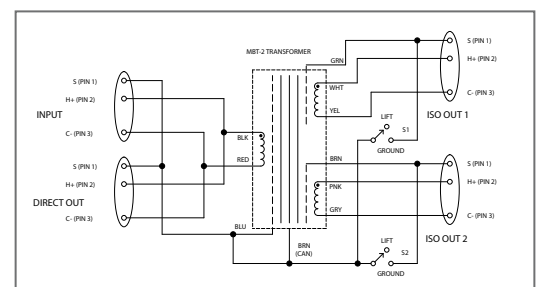 MBT-2 TRANSFORMER
INPUT
S (PIN 1)
H+ (PIN 2)
C- (PIN 3)
DIRECT OUT
S (PIN 1)
H+ (PIN 2)
C- (PIN 3)
BLK
RED
BLU
BRN
(CAN)
GRN
WHT
YEL
BRN
PNK
GRY
S (PIN 1)
H+ (PIN 2)
C- (PIN 3)
ISO OUT 1
LIFT
S1
GROUND
S (PIN 1)
H+ (PIN 2)
C- (PIN 3)
ISO OUT 2
LIFT
S2
GROUND